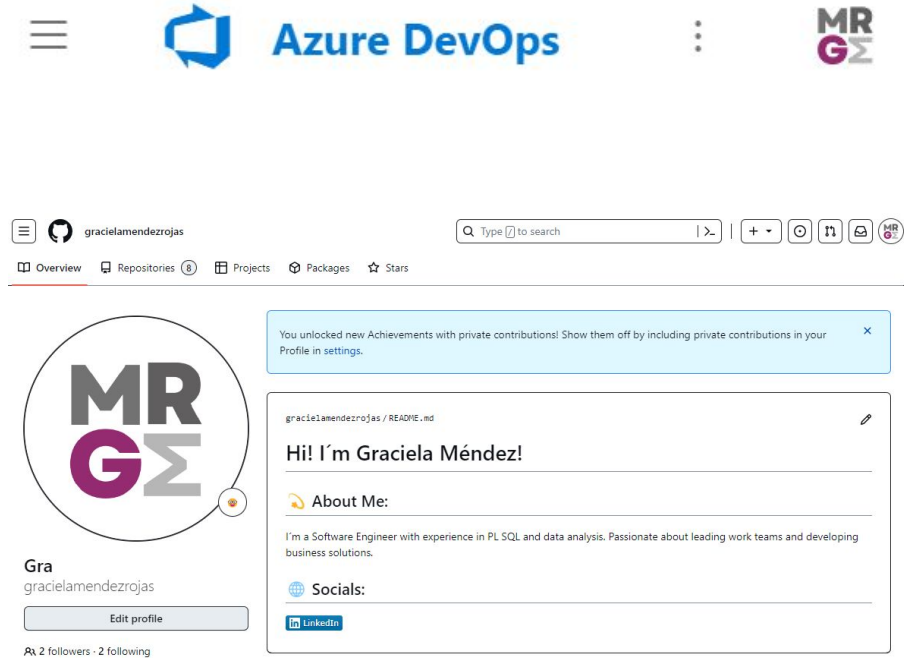 Azure DevOps
MR
GΣ
gracielamendezrojas
Type / to search
MR
GΣ
Overview
Repositories 8
Projects
Packages
Stars
You unlocked new Achievements with private contributions! Show them off by including private contributions in your
Profile in settings.
MR
GΣ
gracielamendezrojas / README.md
Hi! I´m Graciela Méndez!
About Me:
I´m a Software Engineer with experience in PL SQL and data analysis. Passionate about leading work teams and developing
business solutions.
Gra
gracielamendezrojas
Socials:
Edit profile
in LinkedIn
2 followers · 2 following